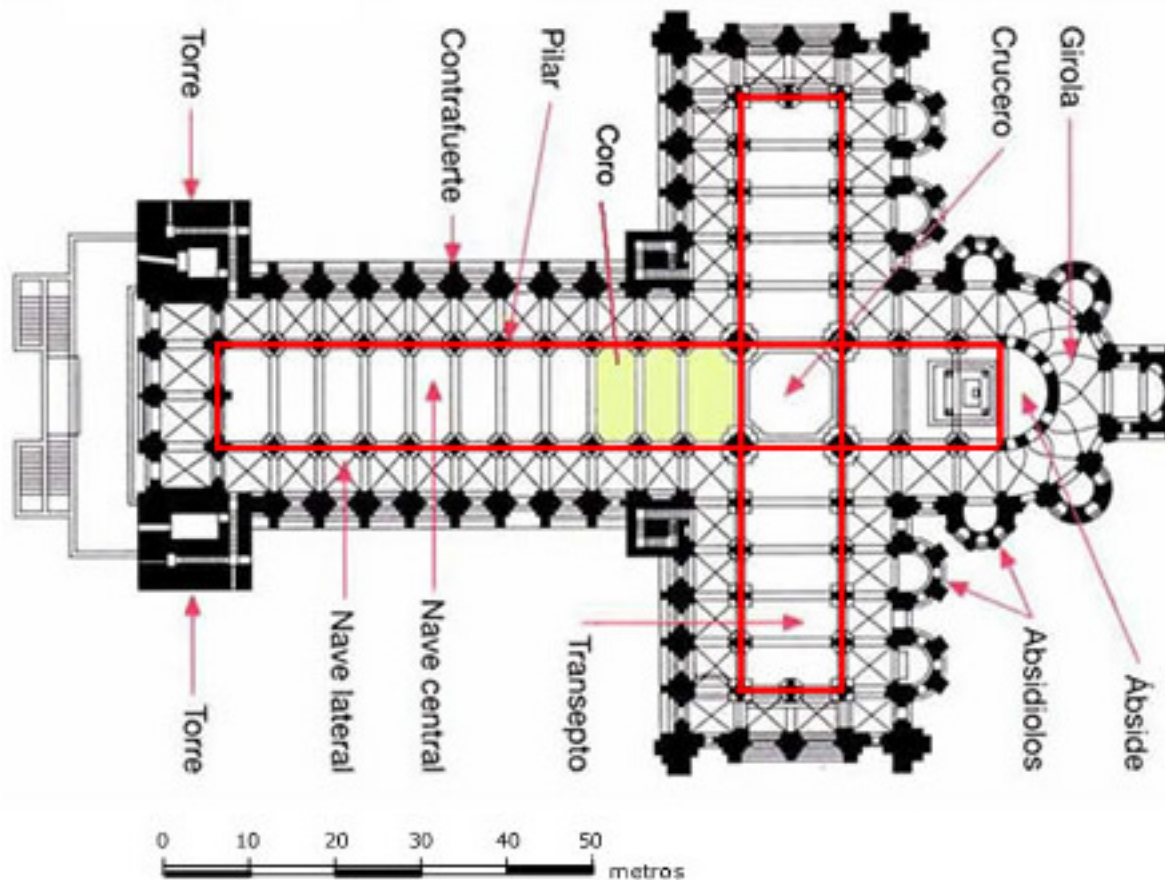 Torre
Contrafuerte
Pilar
Coro
Crucero
Girola
Torre
Nave lateral
Nave central
Transepto
Absidiolos
Ábside
0 10 20 30 40 50
metros